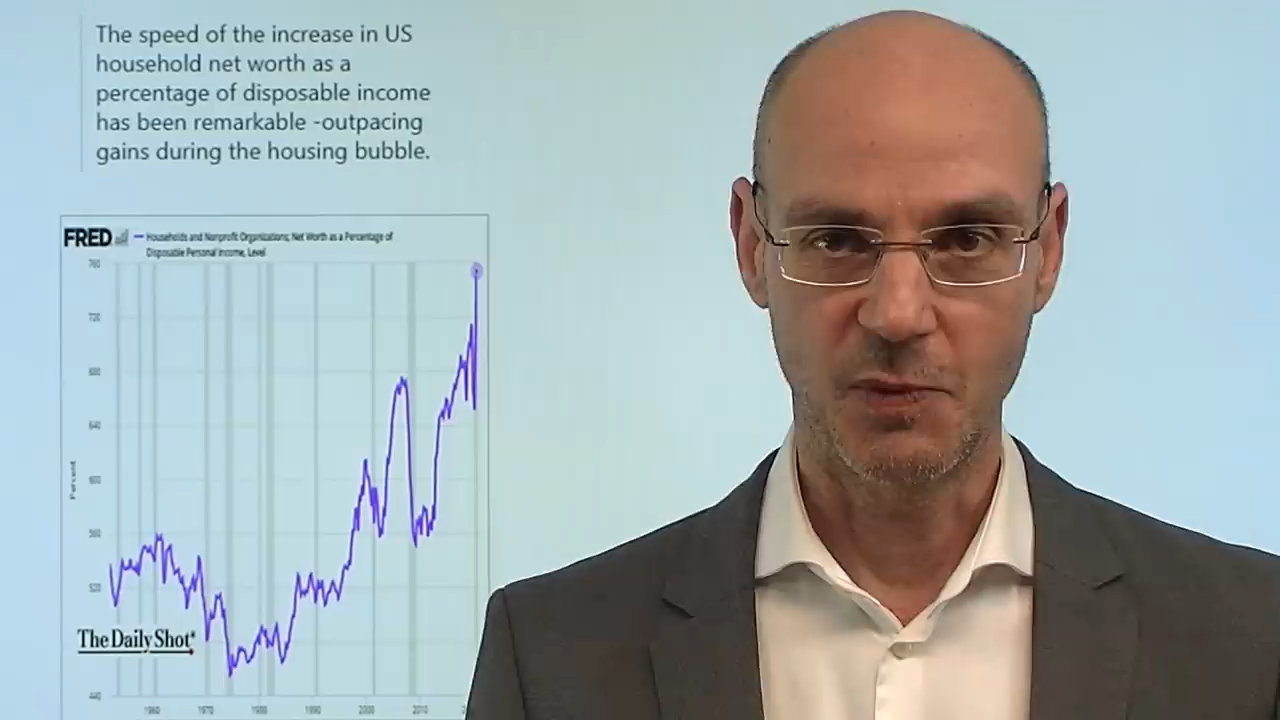 The speed of the increase in US
household net worth as a
percentage of disposable income
has been remarkable -outpacing
gains during the housing bubble.
FRED
Households and Nonprofit Organizations; Net Worth as a Percentage of
Disposable Personal Income, Level
760
720
680
640
600
560
520
440
Percent
The Daily Shot
1960 1970 1980 1990 2000 2010